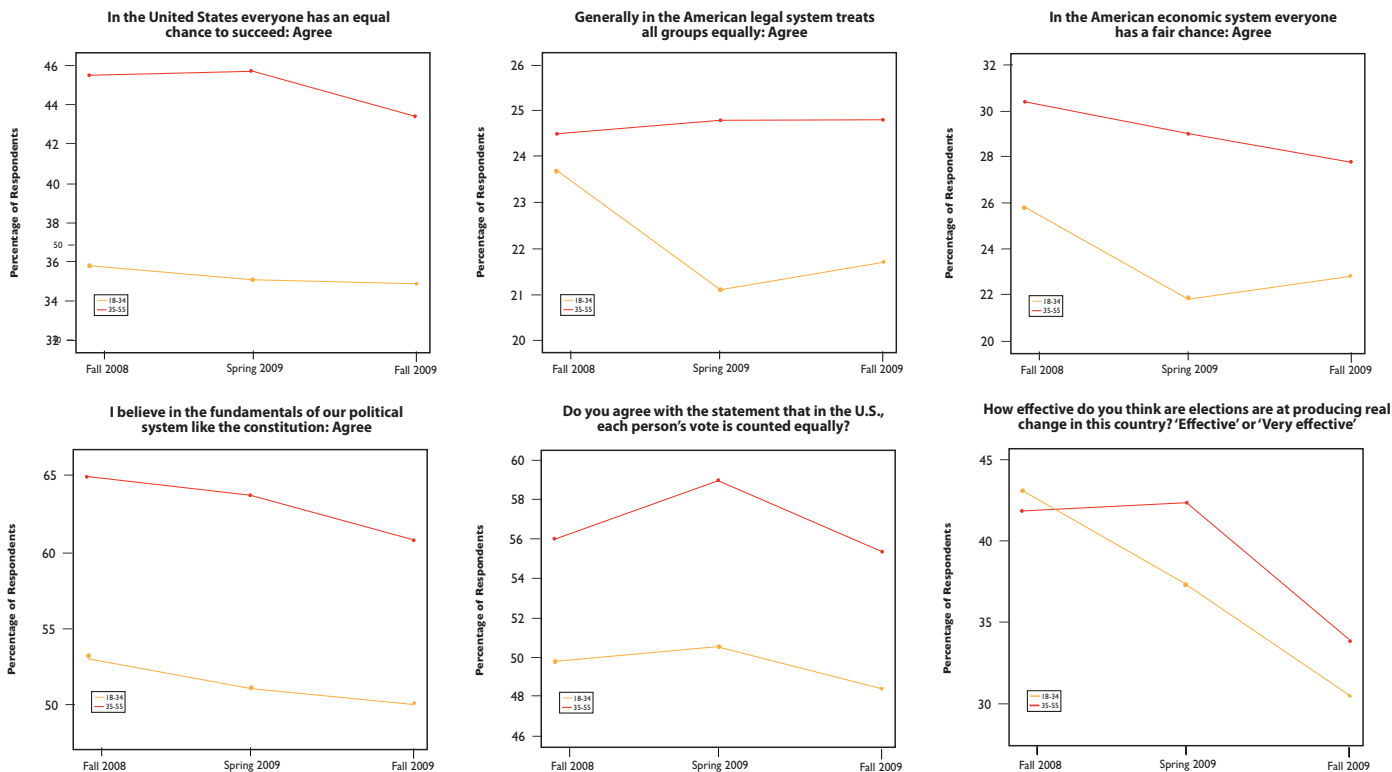 In the United States everyone has an equal
chance to succeed: Agree
Percentage of Respondents
46
44
42
40
38
50
36
34
32
18-34
35-55
Fall 2008
Spring 2009
Fall 2009
Generally in the American legal system treats
all groups equally: Agree
Percentage of Respondents
26
25
24
23
22
21
20
18-34
35-55
Fall 2008
Spring 2009
Fall 2009
In the American economic system everyone
has a fair chance: Agree
Percentage of Respondents
32
30
28
26
24
22
20
18-34
35-55
Fall 2008
Spring 2009
Fall 2009
I believe in the fundamentals of our political
system like the constitution: Agree
Percentage of Respondents
65
60
55
50
18-34
35-55
Fall 2008
Spring 2009
Fall 2009
Do you agree with the statement that in the U.S.,
each person's vote is counted equally?
Percentage of Respondents
60
58
56
54
52
50
48
46
18-34
35-55
Fall 2008
Spring 2009
Fall 2009
How effective do you think are elections are at producing real
change in this country? 'Effective' or 'Very effective'
Percentage of Respondents
45
40
35
30
18-34
35-55
Fall 2008
Spring 2009
Fall 2009